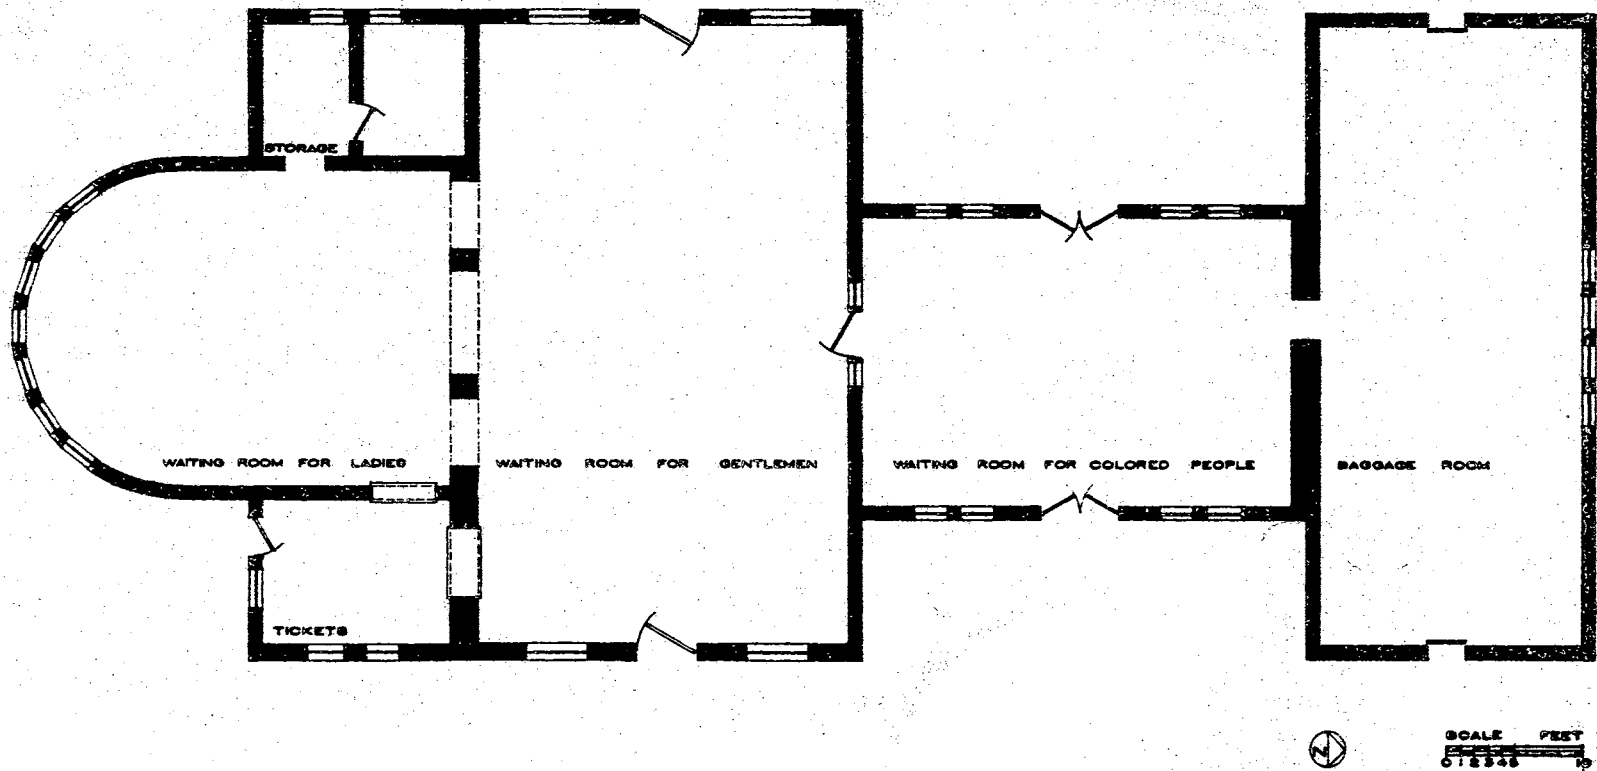 STORAGE
WAITING ROOM FOR LADIES
WAITING ROOM FOR GENTLEMEN
WAITING ROOM FOR COLORED PEOPLE
BAGGAGE ROOM
TICKETS
N
SCALE FEET
0 1 2 3 4 5 10